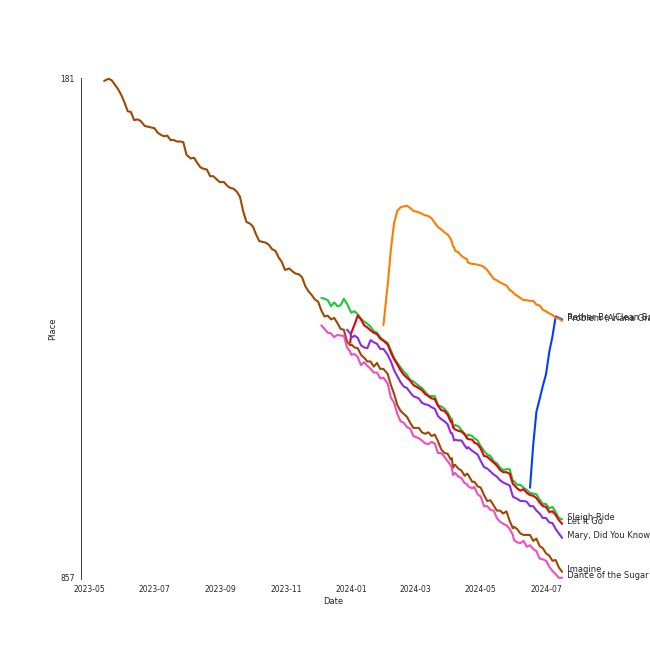 181
Place
857
2023-05
2023-07
2023-09
2023-11
2024-01
2024-03
2024-05
2024-07
Date
Sleigh Ride
Let It Go
Mary, Did You Know
Imagine
Dance of the Sugar